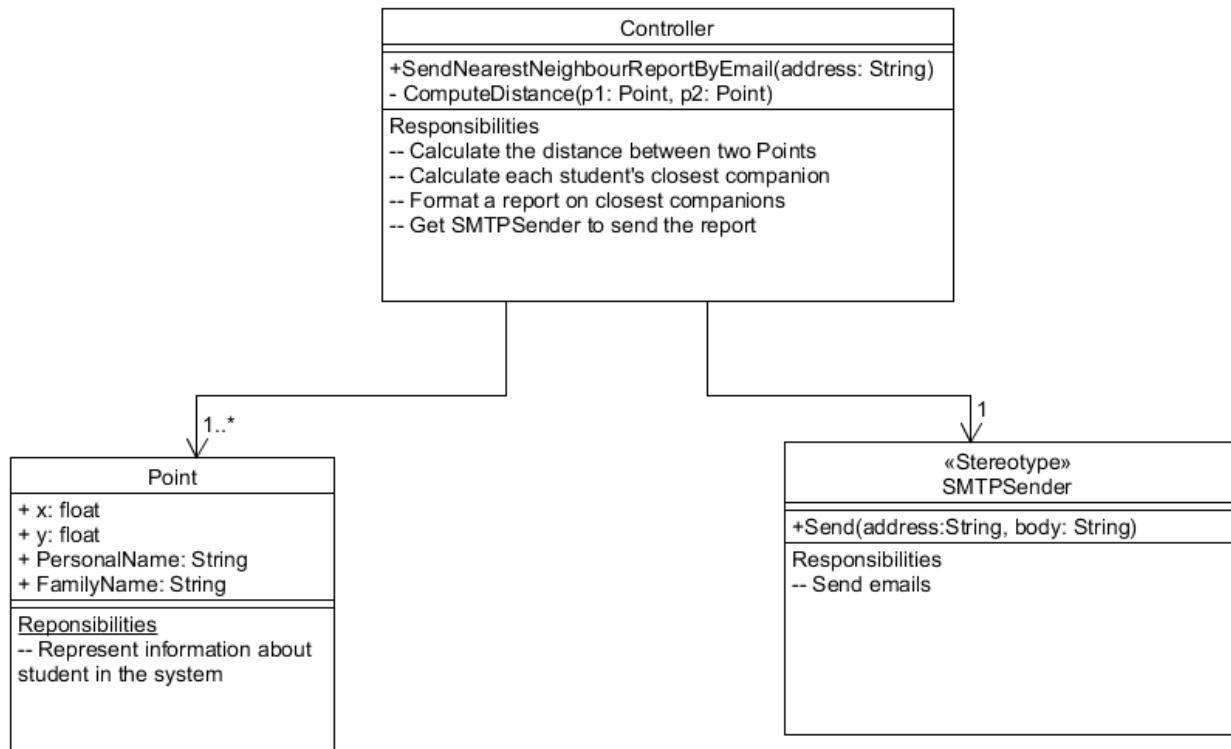 Controller
+SendNearestNeighbourReportByEmail(address: String)
- ComputeDistance(p1: Point, p2: Point)
Responsibilities
-- Calculate the distance between two Points
-- Calculate each student's closest companion
-- Format a report on closest companions
-- Get SMTPSender to send the report
1..*
1
Point
+ x: float
+ y: float
+ PersonalName: String
+ FamilyName: String
Reponsibilities
-- Represent information about
student in the system
«Stereotype»
SMTPSender
+Send(address:String, body: String)
Responsibilities
-- Send emails